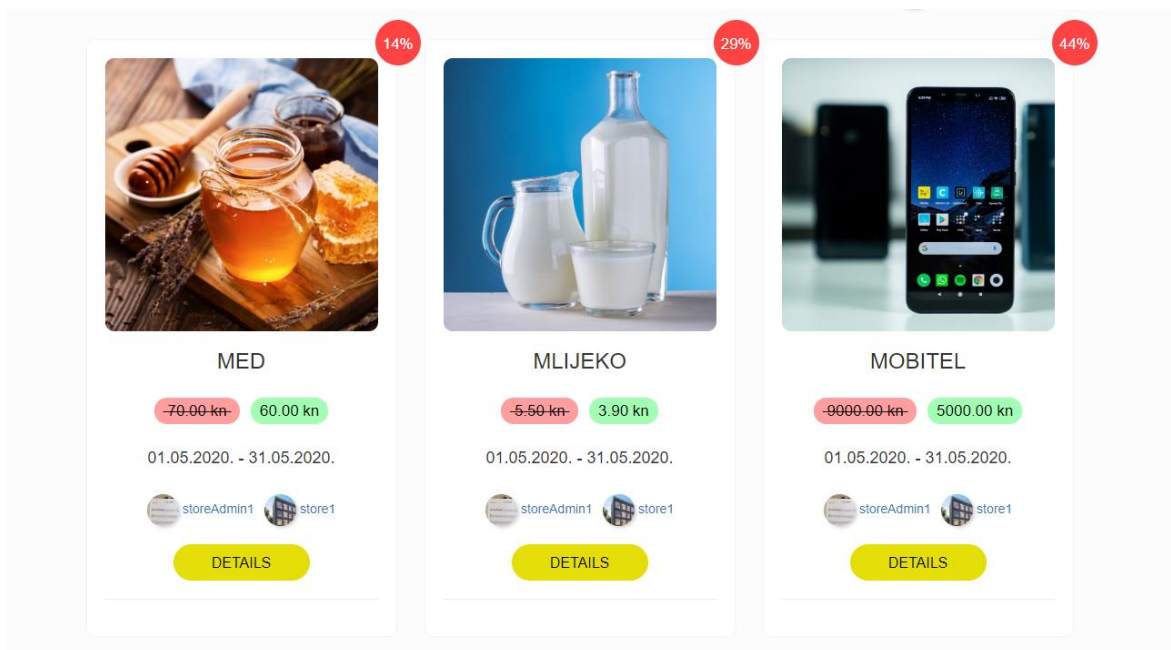 14%
MED
70.00 kn 60.00 kn
01.05.2020. - 31.05.2020.
storeAdmin1 store1
DETAILS
29%
MLIJEKO
5.50 kn 3.90 kn
01.05.2020. - 31.05.2020.
storeAdmin1 store1
DETAILS
44%
MOBITEL
9000.00 kn 5000.00 kn
01.05.2020. - 31.05.2020.
storeAdmin1 store1
DETAILS